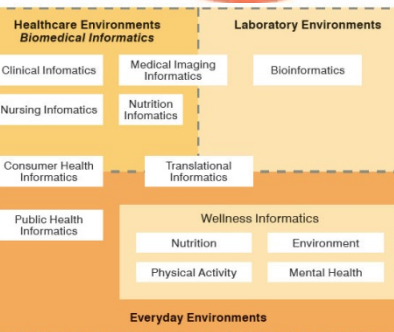 Healthcare Environments
Biomedical Informatics
Laboratory Environments
Clinical Infomatics
Medical Imaging
Informatics
Bioinformatics
Nursing Infomatics
Nutrition
Infomatics
Consumer Health
Informatics
Translational
Informatics
Public Health
Informatics
Wellness Informatics
Nutrition
Environment
Physical Activity
Mental Health
Everyday Environments